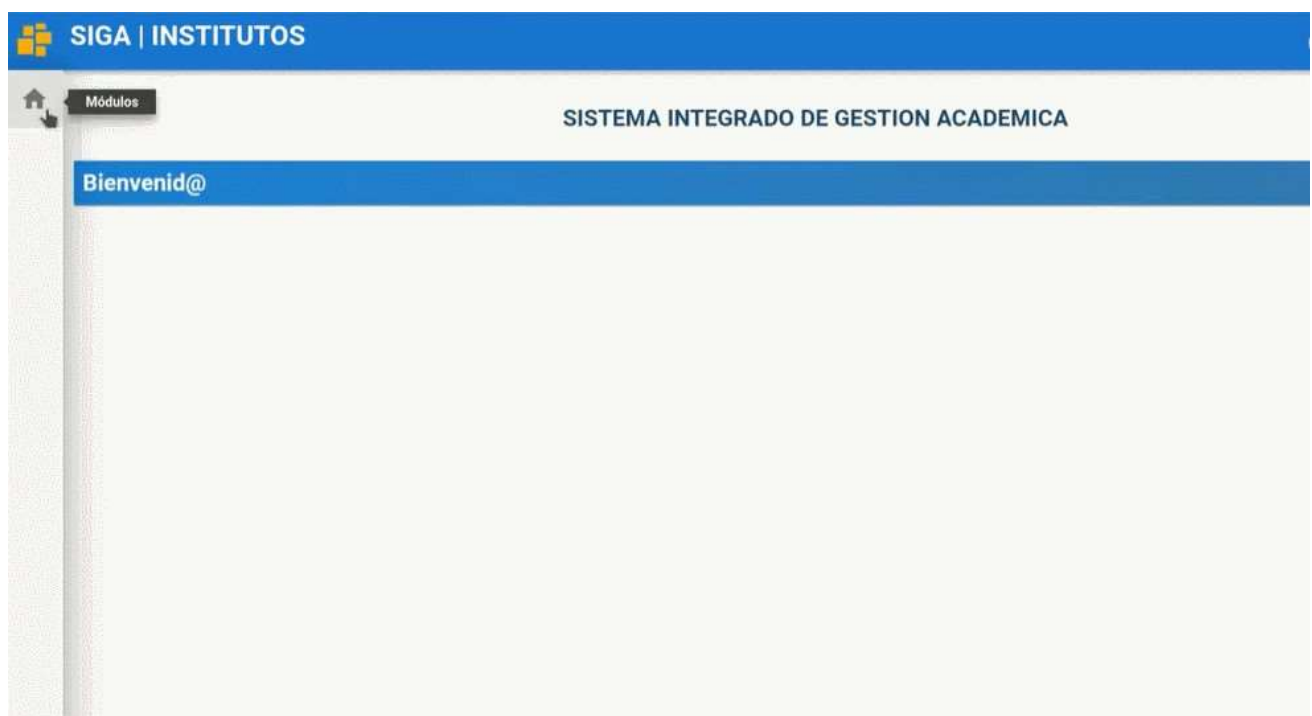 SIGA | INSTITUTOS
Módulos
SISTEMA INTEGRADO DE GESTION ACADEMICA
Bienvenid@